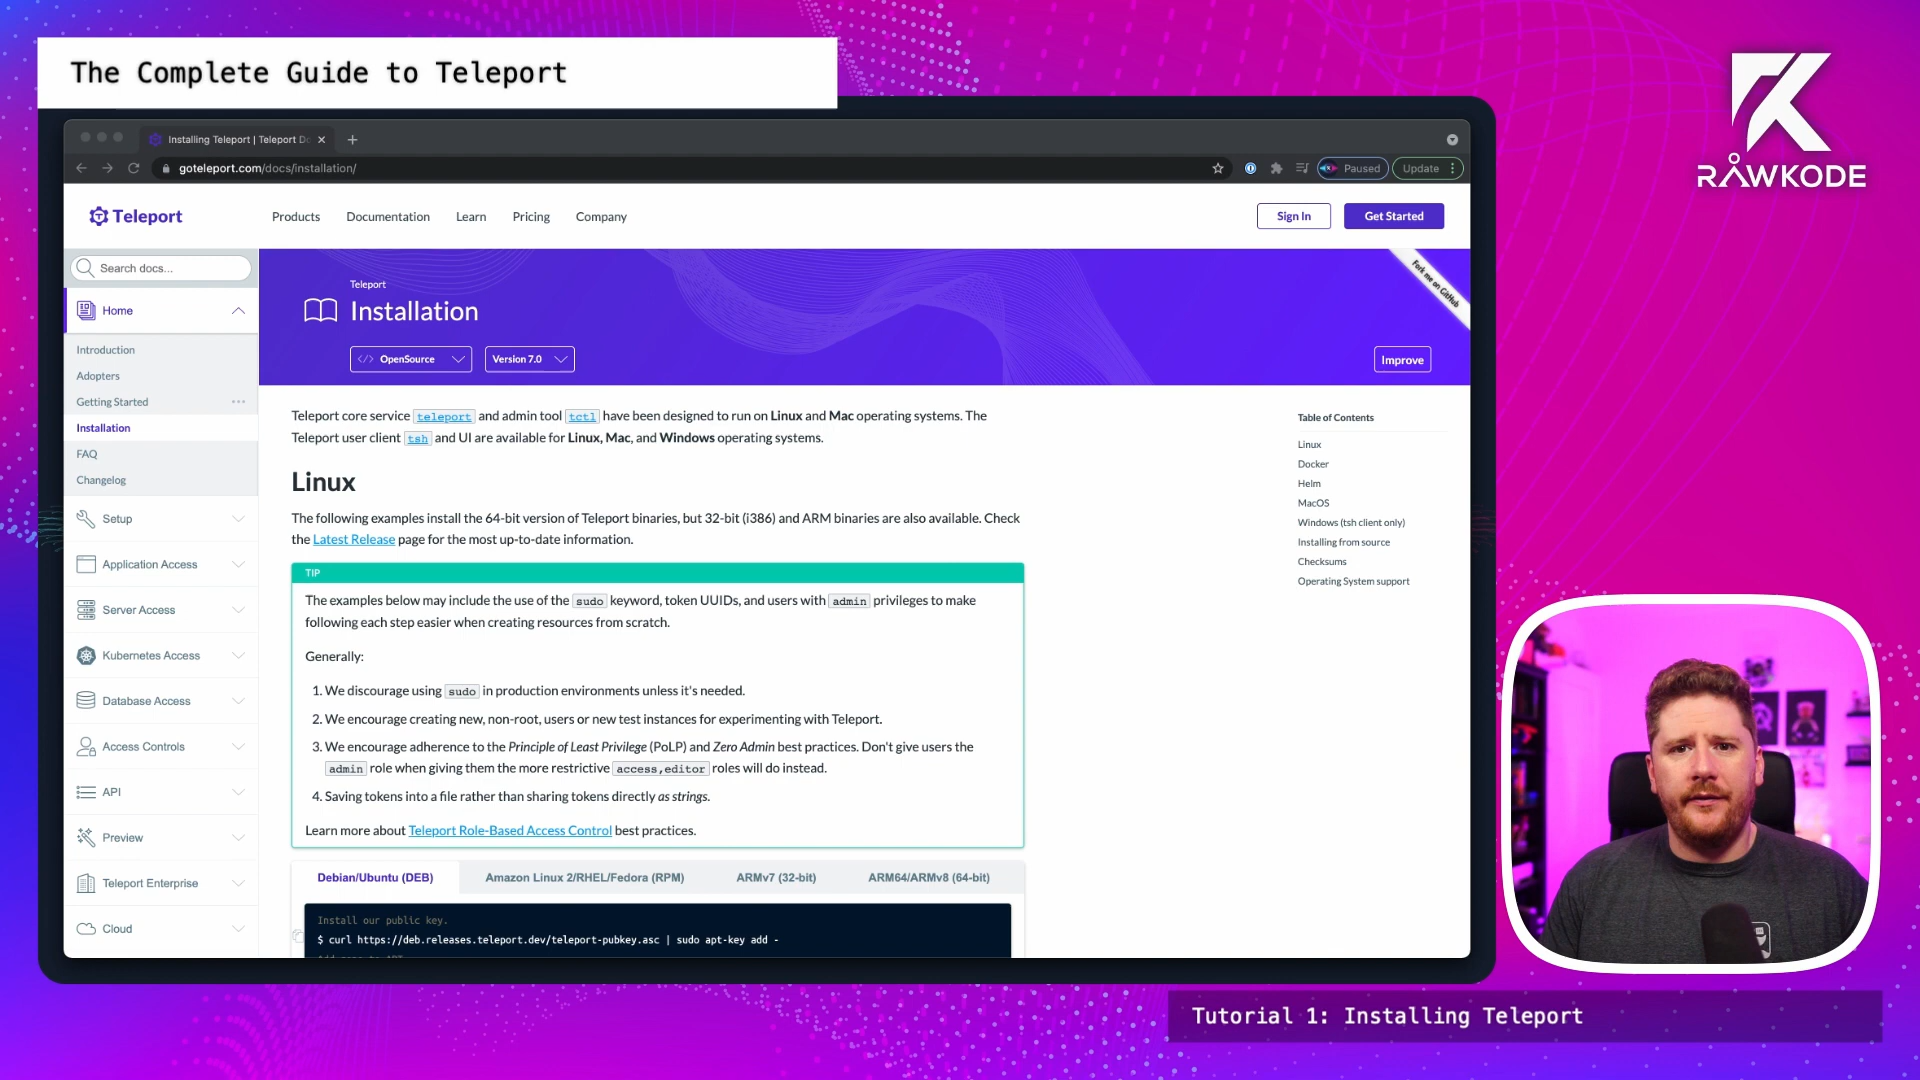 The Complete Guide to Teleport
RAWKODE
Installing Teleport | Teleport Do
goteleport.com/docs/installation/
Paused
Update
Teleport
Products
Documentation
Learn
Pricing
Company
Sign In
Get Started
Search docs...
Home
Introduction
Adopters
Getting Started
Installation
FAQ
Changelog
Setup
Application Access
Server Access
Kubernetes Access
Database Access
Access Controls
API
Preview
Teleport Enterprise
Cloud
Teleport
Installation
</> OpenSource
Version 7.0
Improve
Fork me on GitHub
Teleport core service teleport and admin tool tctl have been designed to run on Linux and Mac operating systems. The
Teleport user client tsh and UI are available for Linux, Mac, and Windows operating systems.
Linux
The following examples install the 64-bit version of Teleport binaries, but 32-bit (i386) and ARM binaries are also available. Check
the Latest Release page for the most up-to-date information.
TIP
The examples below may include the use of the sudo keyword, token UUIDs, and users with admin privileges to make
following each step easier when creating resources from scratch.
Generally:
1. We discourage using sudo in production environments unless it's needed.
2. We encourage creating new, non-root, users or new test instances for experimenting with Teleport.
3. We encourage adherence to the Principle of Least Privilege (PoLP) and Zero Admin best practices. Don't give users the
admin role when giving them the more restrictive access,editor roles will do instead.
4. Saving tokens into a file rather than sharing tokens directly as strings.
Learn more about Teleport Role-Based Access Control best practices.
Debian/Ubuntu (DEB)
Amazon Linux 2/RHEL/Fedora (RPM)
ARMv7 (32-bit)
ARM64/ARMv8 (64-bit)
Install our public key.
$ curl https://deb.releases.teleport.dev/teleport-pubkey.asc | sudo apt-key add -
Table of Contents
Linux
Docker
Helm
MacOS
Windows (tsh client only)
Installing from source
Checksums
Operating System support
Tutorial 1: Installing Teleport